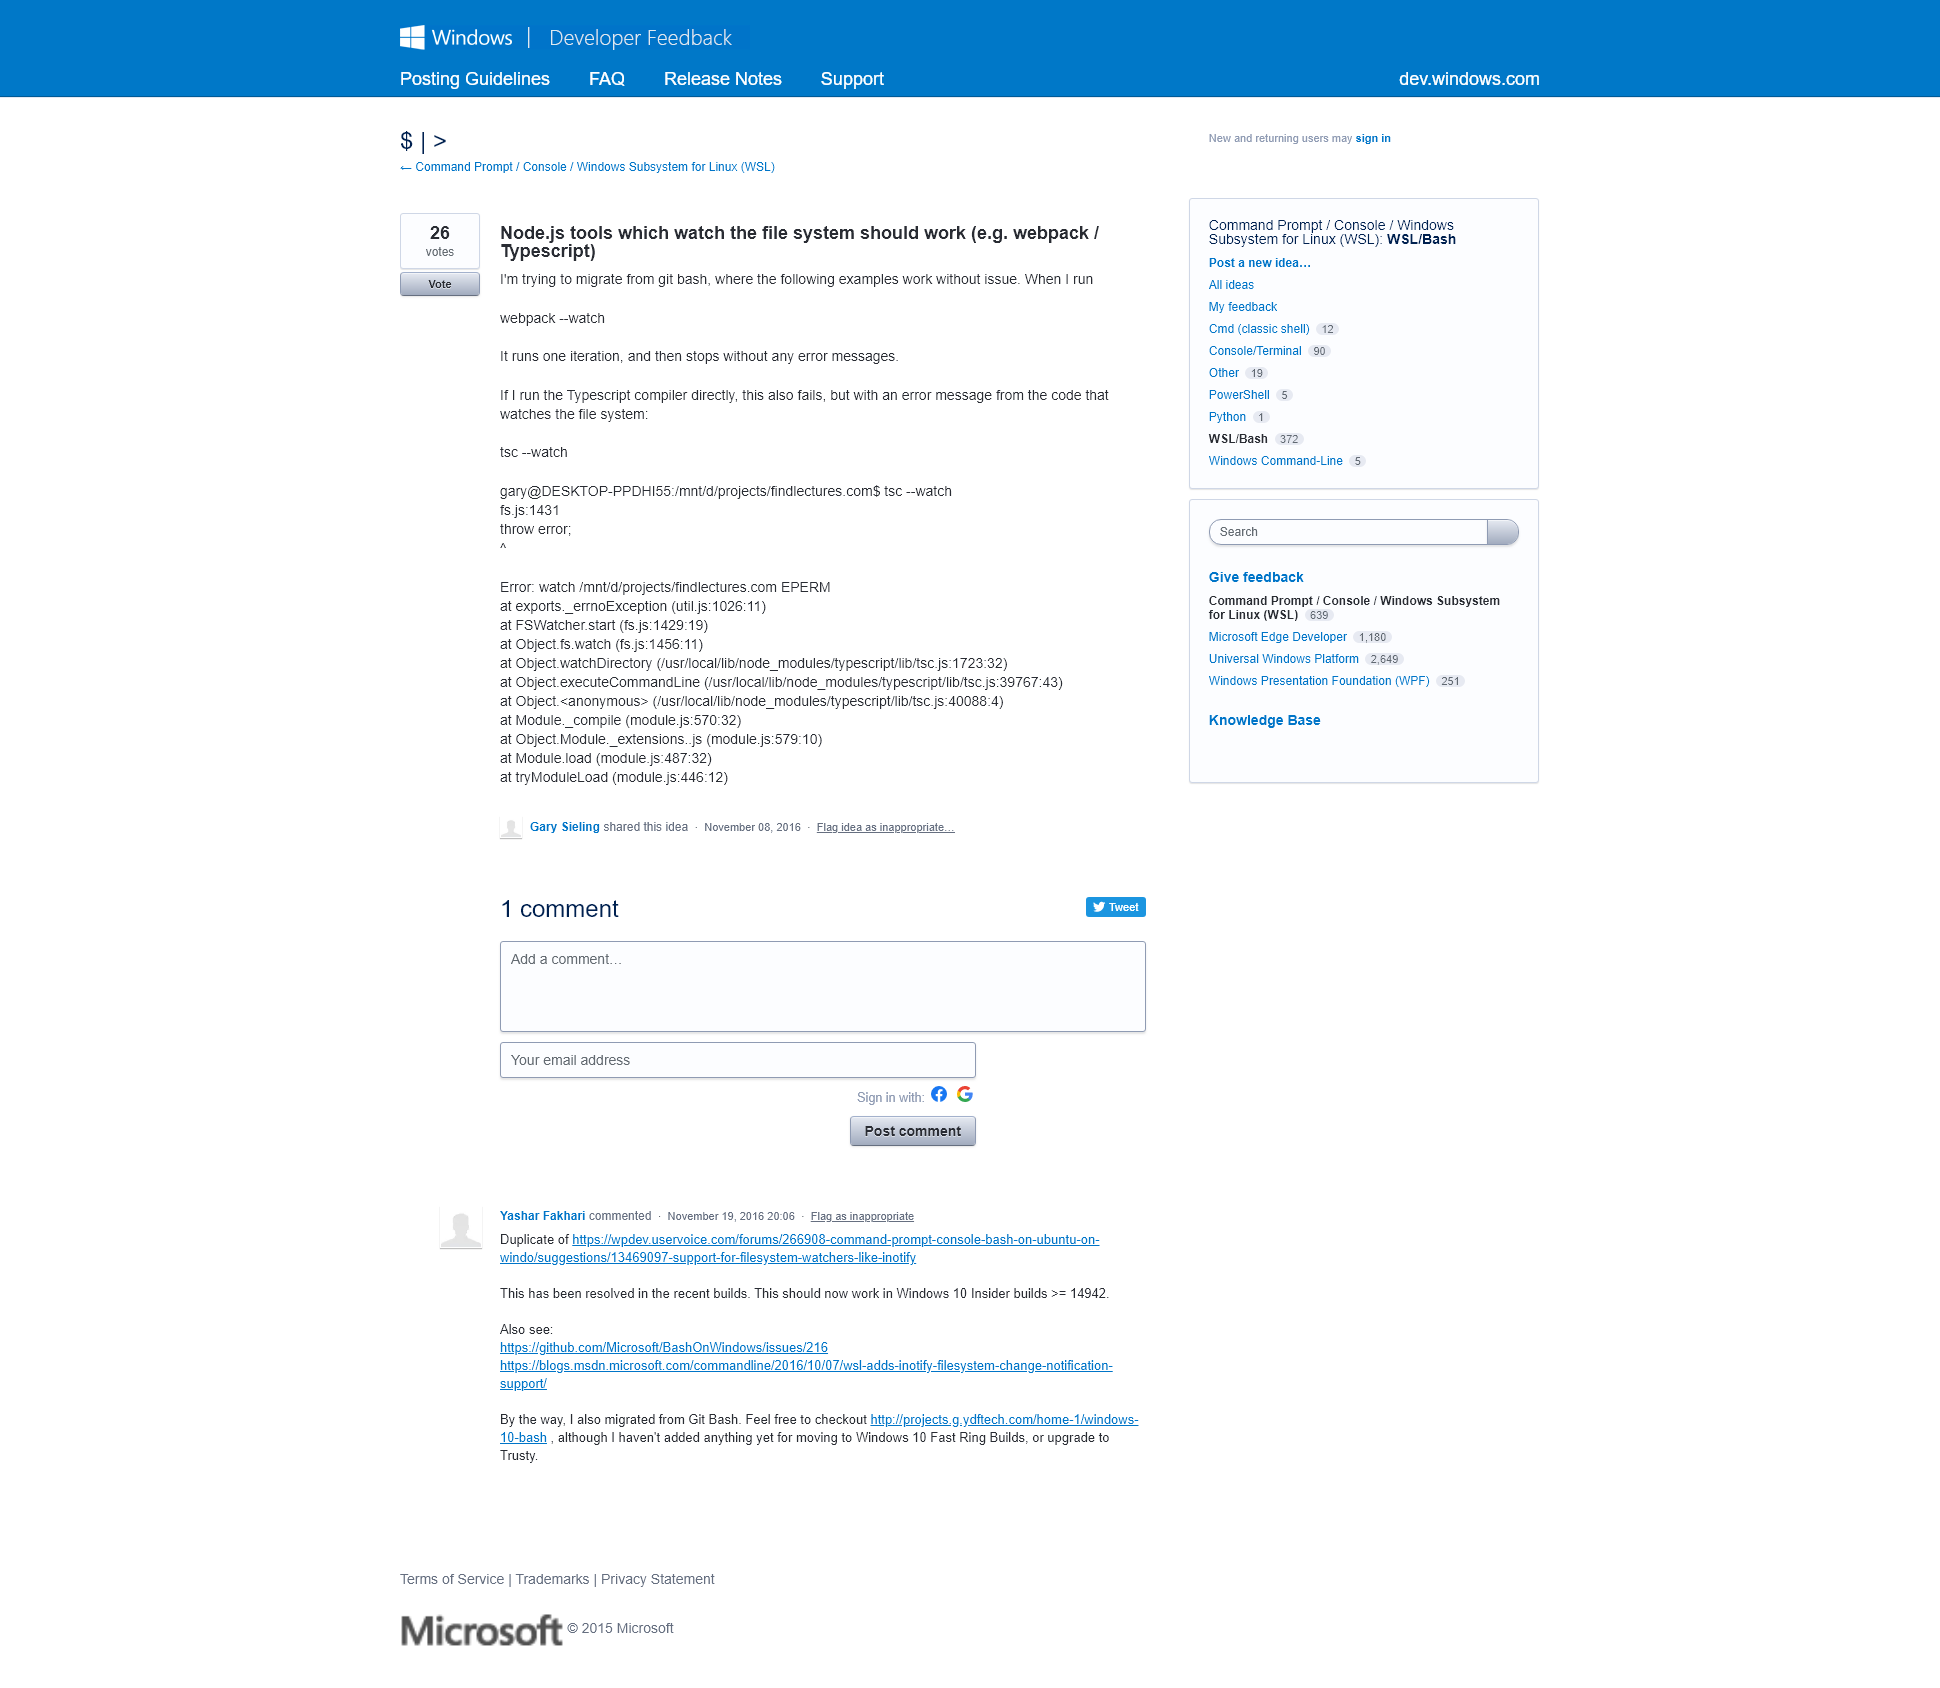 Windows | Developer Feedback
Posting Guidelines FAQ Release Notes Support dev.windows.com
$ | >
New and returning users may sign in
← Command Prompt / Console / Windows Subsystem for Linux (WSL)
26
votes
Vote
Node.js tools which watch the file system should work (e.g. webpack /
Typescript)
I'm trying to migrate from git bash, where the following examples work without issue. When I run
webpack --watch
It runs one iteration, and then stops without any error messages.
If I run the Typescript compiler directly, this also fails, but with an error message from the code that
watches the file system:
tsc --watch
gary@DESKTOP-PPDHI55:/mnt/d/projects/findlectures.com$ tsc --watch
fs.js:1431
throw error;
^
Error: watch /mnt/d/projects/findlectures.com EPERM
at exports._errnoException (util.js:1026:11)
at FSWatcher.start (fs.js:1429:19)
at Object.fs.watch (fs.js:1456:11)
at Object.watchDirectory (/usr/local/lib/node_modules/typescript/lib/tsc.js:1723:32)
at Object.executeCommandLine (/usr/local/lib/node_modules/typescript/lib/tsc.js:39767:43)
at Object.<anonymous> (/usr/local/lib/node_modules/typescript/lib/tsc.js:40088:4)
at Module._compile (module.js:570:32)
at Object.Module._extensions..js (module.js:579:10)
at Module.load (module.js:487:32)
at tryModuleLoad (module.js:446:12)
Gary Sieling shared this idea · November 08, 2016 · Flag idea as inappropriate…
1 comment
Tweet
Add a comment…
Your email address
Sign in with:
Post comment
Yashar Fakhari commented · November 19, 2016 20:06 · Flag as inappropriate
Duplicate of https://wpdev.uservoice.com/forums/266908-command-prompt-console-bash-on-ubuntu-on-
windo/suggestions/13469097-support-for-filesystem-watchers-like-inotify
This has been resolved in the recent builds. This should now work in Windows 10 Insider builds >= 14942.
Also see:
https://github.com/Microsoft/BashOnWindows/issues/216
https://blogs.msdn.microsoft.com/commandline/2016/10/07/wsl-adds-inotify-filesystem-change-notification-
support/
By the way, I also migrated from Git Bash. Feel free to checkout http://projects.g.ydftech.com/home-1/windows-
10-bash , although I haven't added anything yet for moving to Windows 10 Fast Ring Builds, or upgrade to
Trusty.
Command Prompt / Console / Windows
Subsystem for Linux (WSL): WSL/Bash
Post a new idea…
All ideas
My feedback
Cmd (classic shell) 12
Console/Terminal 90
Other 19
PowerShell 5
Python 1
WSL/Bash 372
Windows Command-Line 5
Search
Give feedback
Command Prompt / Console / Windows Subsystem
for Linux (WSL) 639
Microsoft Edge Developer 1,180
Universal Windows Platform 2,649
Windows Presentation Foundation (WPF) 251
Knowledge Base
Terms of Service | Trademarks | Privacy Statement
Microsoft © 2015 Microsoft